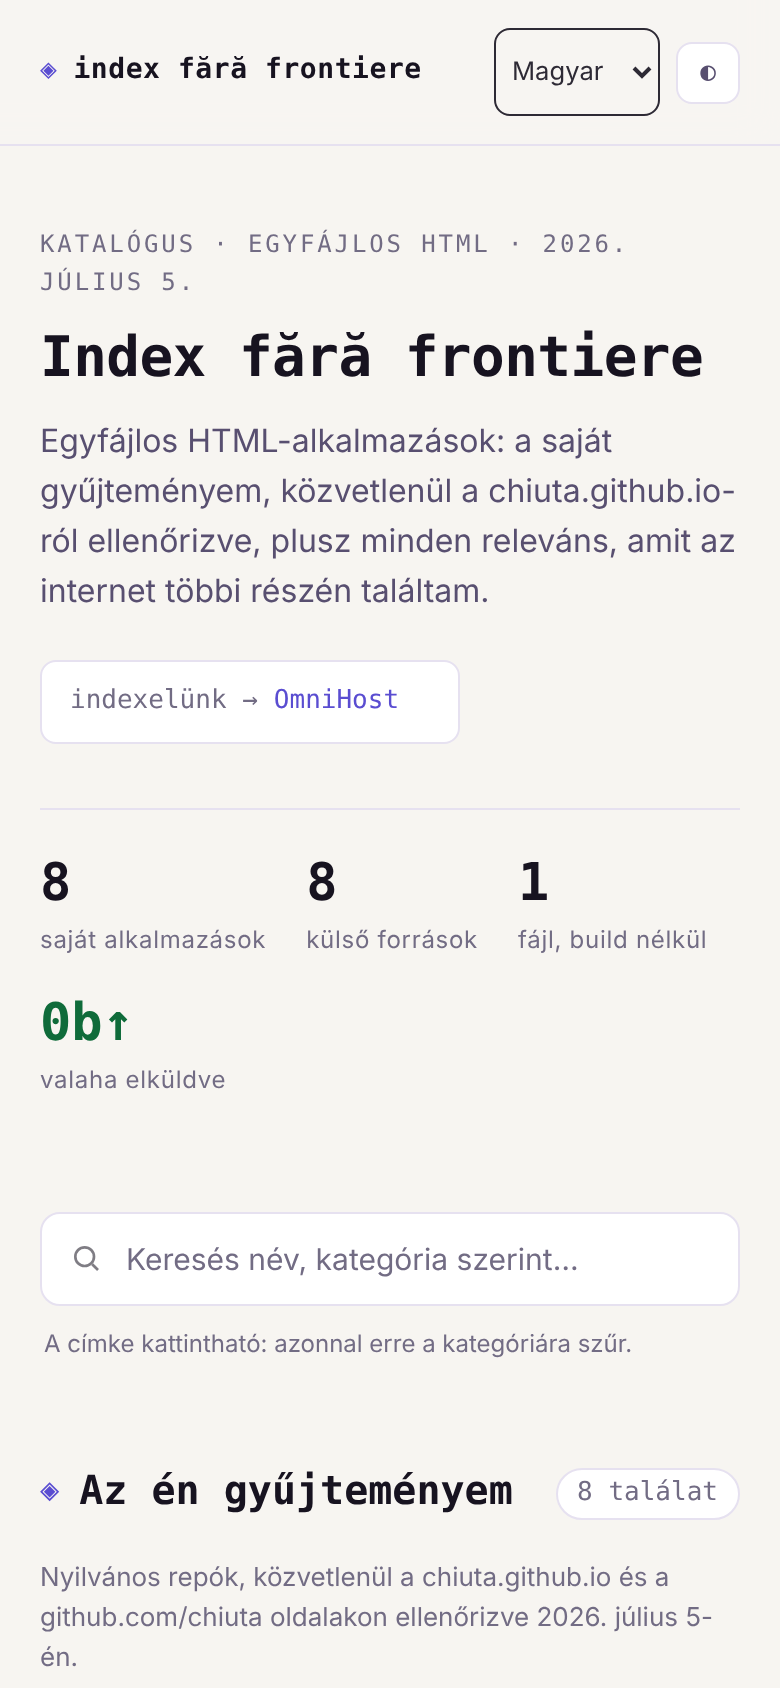 ◈ index fără frontiere
Magyar
KATALÓGUS · EGYFÁJLOS HTML · 2026.
JÚLIUS 5.
Index fără frontiere
Egyfájlos HTML-alkalmazások: a saját
gyűjteményem, közvetlenül a chiuta.github.io-
ról ellenőrizve, plusz minden releváns, amit az
internet többi részén találtam.
indexelünk → OmniHost
8 8 1
saját alkalmazások külső források fájl, build nélkül
0b↑
valaha elküldve
Keresés név, kategória szerint...
A címke kattintható: azonnal erre a kategóriára szűr.
◈ Az én gyűjteményem 8 találat
Nyilvános repók, közvetlenül a chiuta.github.io és a
github.com/chiuta oldalakon ellenőrizve 2026. július 5-
én.